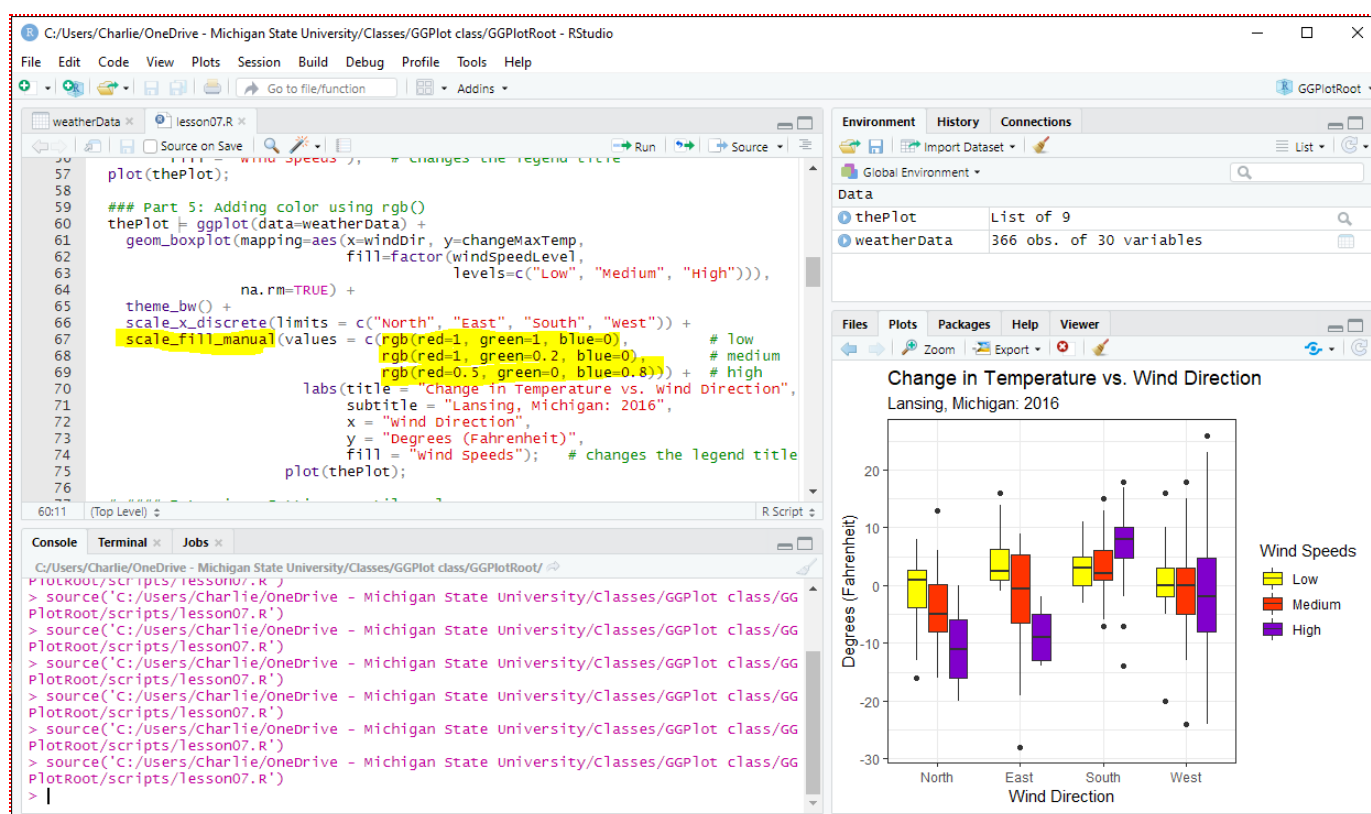 C:/Users/Charlie/OneDrive - Michigan State University/Classes/GGPlot class/GGPlotRoot - RStudio
File Edit Code View Plots Session Build Debug Profile Tools Help
Go to file/function Addins GGPlotRoot
weatherData lesson07.R
Source on Save Run Source
56 fill = "Wind Speeds"); # changes the legend title
57 plot(thePlot);
58
59 ### Part 5: Adding color using rgb()
60 thePlot = ggplot(data=weatherData) +
61 geom_boxplot(mapping=aes(x=windDir, y=changeMaxTemp,
62 fill=factor(windSpeedLevel,
63 levels=c("Low", "Medium", "High"))),
64 na.rm=TRUE) +
65 theme_bw() +
66 scale_x_discrete(limits = c("North", "East", "South", "West")) +
67 scale_fill_manual(values = c(rgb(red=1, green=1, blue=0), # low
68 rgb(red=1, green=0.2, blue=0), # medium
69 rgb(red=0.5, green=0, blue=0.8))) + # high
70 labs(title = "Change in Temperature vs. Wind Direction",
71 subtitle = "Lansing, Michigan: 2016",
72 x = "Wind Direction",
73 y = "Degrees (Fahrenheit)",
74 fill = "Wind Speeds"); # changes the legend title
75 plot(thePlot);
76
60:11 (Top Level) R Script
Console Terminal Jobs
C:/Users/Charlie/OneDrive - Michigan State University/Classes/GGPlot class/GGPlotRoot/
PlotRoot/scripts/lesson07.R')
> source('C:/Users/Charlie/OneDrive - Michigan State University/Classes/GGPlot class/GG
PlotRoot/scripts/lesson07.R')
> source('C:/Users/Charlie/OneDrive - Michigan State University/Classes/GGPlot class/GG
PlotRoot/scripts/lesson07.R')
> source('C:/Users/Charlie/OneDrive - Michigan State University/Classes/GGPlot class/GG
PlotRoot/scripts/lesson07.R')
> source('C:/Users/Charlie/OneDrive - Michigan State University/Classes/GGPlot class/GG
PlotRoot/scripts/lesson07.R')
> source('C:/Users/Charlie/OneDrive - Michigan State University/Classes/GGPlot class/GG
PlotRoot/scripts/lesson07.R')
> source('C:/Users/Charlie/OneDrive - Michigan State University/Classes/GGPlot class/GG
PlotRoot/scripts/lesson07.R')
>
Environment History Connections
Import Dataset List
Global Environment
Data
thePlot List of 9
weatherData 366 obs. of 30 variables
Files Plots Packages Help Viewer
Zoom Export
Change in Temperature vs. Wind Direction
Lansing, Michigan: 2016
Degrees (Fahrenheit)
20
10
0
-10
-20
-30
North East South West
Wind Direction
Wind Speeds
Low
Medium
High